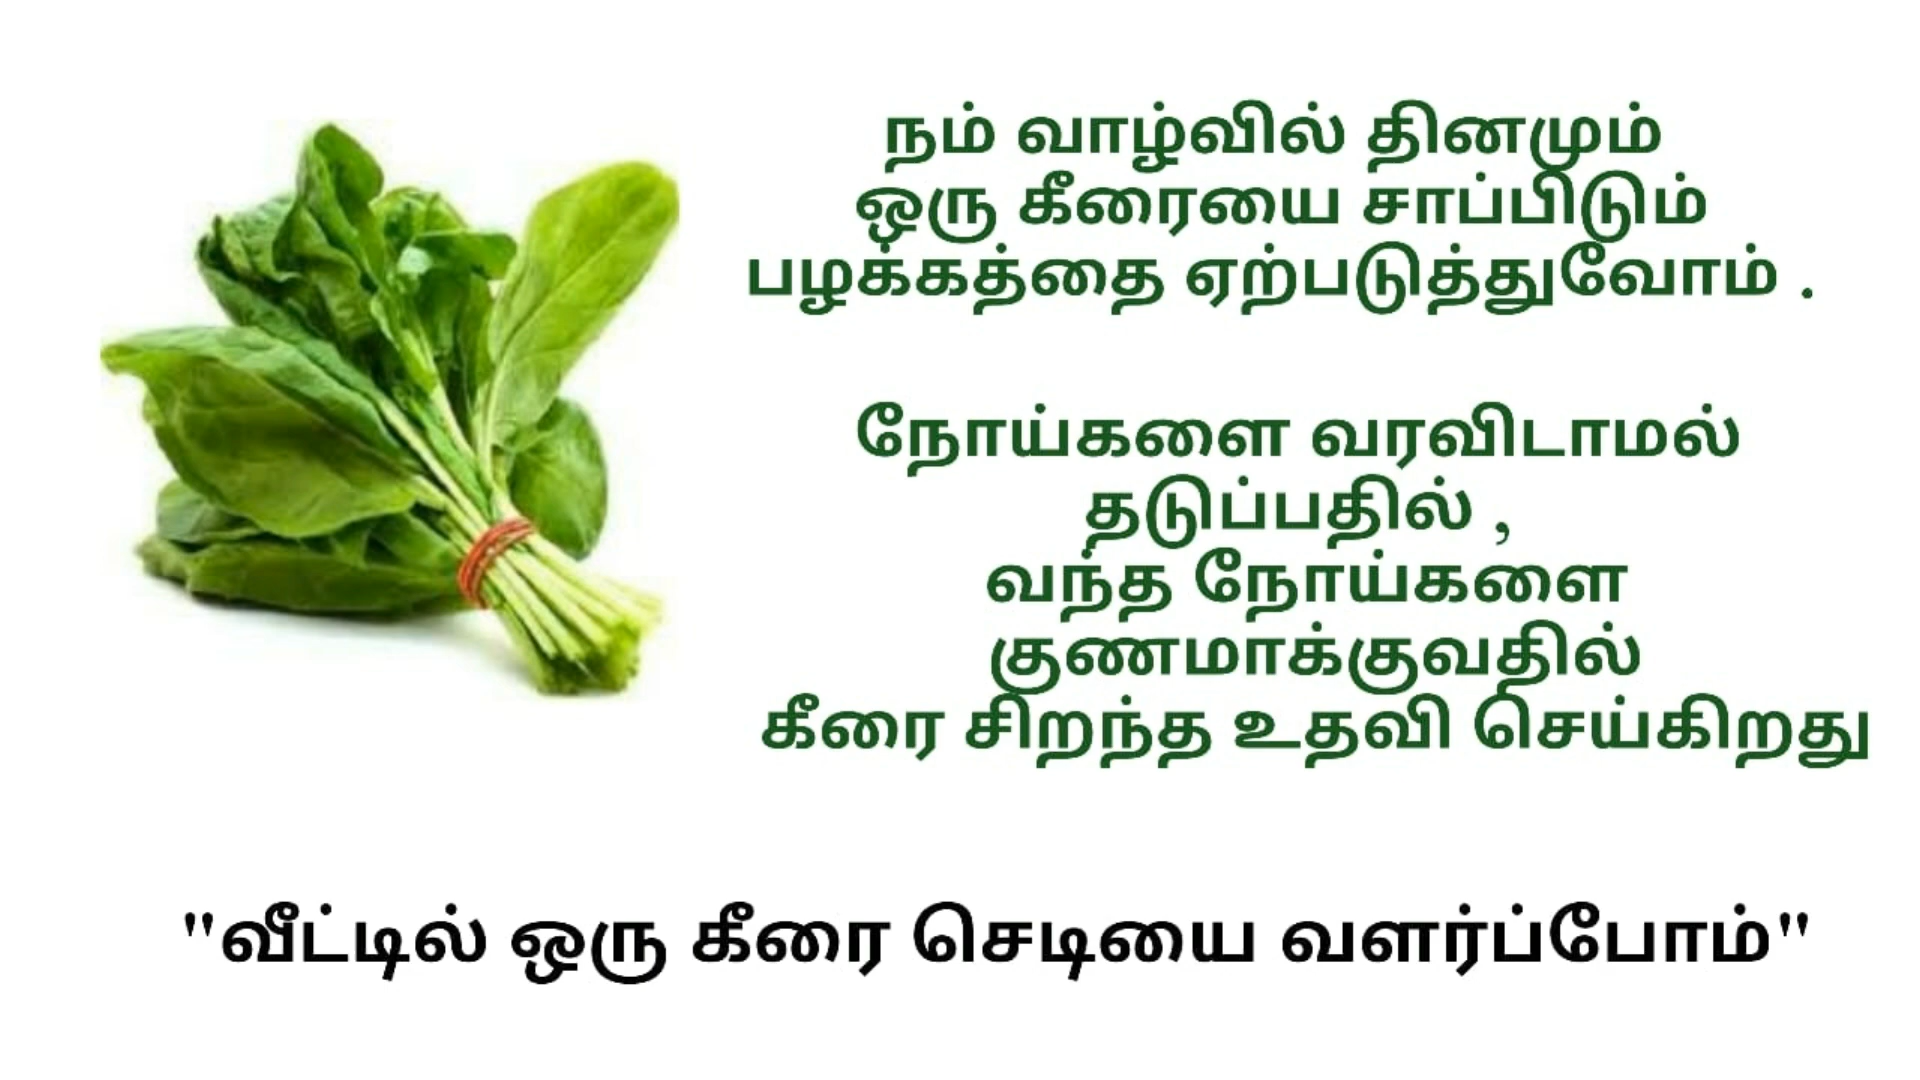 நம் வாழ்வில் தினமும்
ஒரு கீரையை சாப்பிடும்
பழக்கத்தை ஏற்படுத்துவோம் .
நோய்களை வரவிடாமல்
தடுப்பதில் ,
வந்த நோய்களை
குணமாக்குவதில்
கீரை சிறந்த உதவி செய்கிறது
"வீட்டில் ஒரு கீரை செடியை வளர்ப்போம்"